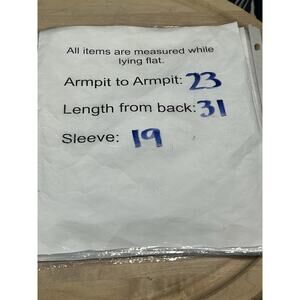 All items are measured while
lying flat.
Armpit to Armpit: 23
Length from back: 31
Sleeve: 19